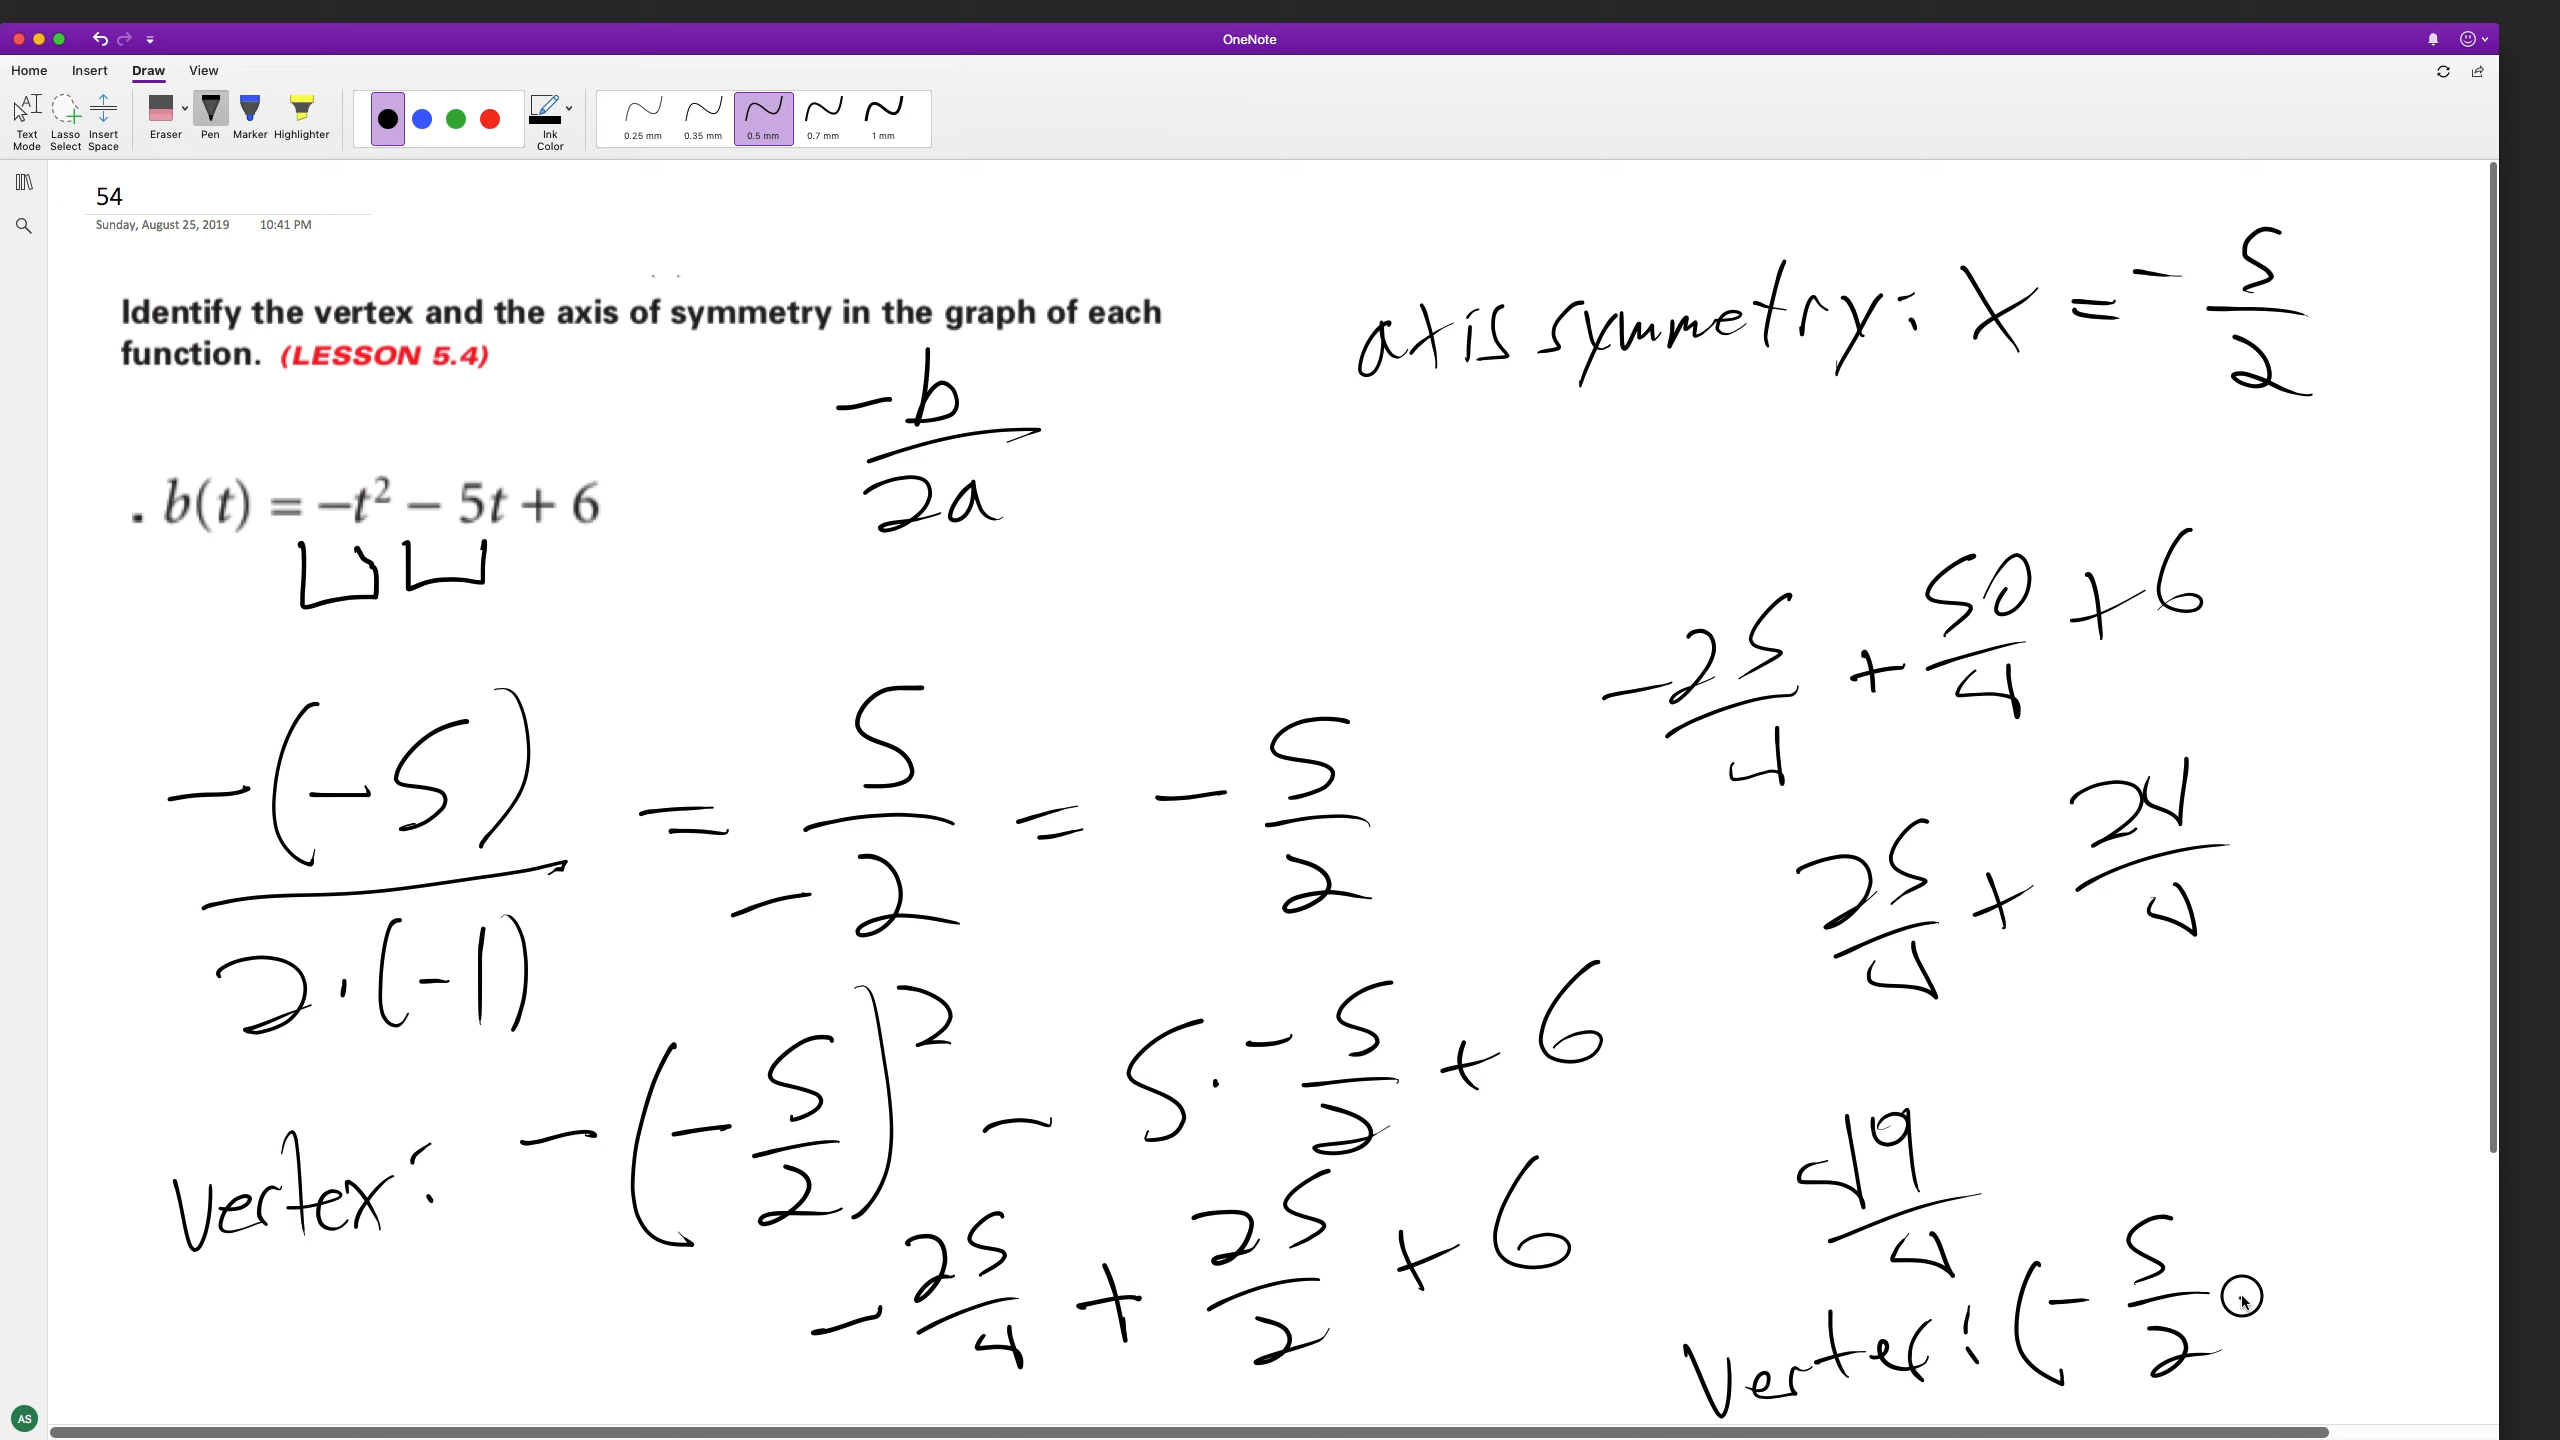 OneNote
Home Insert Draw View
Text Mode Lasso Select Insert Space Eraser Pen Marker Highlighter Ink Color 0.25 mm 0.35 mm 0.5 mm 0.7 mm 1 mm
54
Sunday, August 25, 2019 10:41 PM
Identify the vertex and the axis of symmetry in the graph of each
function. (LESSON 5.4)
axis symmetry: x = -5/2
-b/2a
. b(t) = −t² − 5t + 6
-25/4 + 50/4 + 6
-(-5)/2·(-1) = 5/-2 = -5/2
25/4 + 24/4
vertex: -(-5/2)² - 5·-5/2 + 6
-25/4 + 25/2 + 6
49/4
Vertex: (-5/2
AS